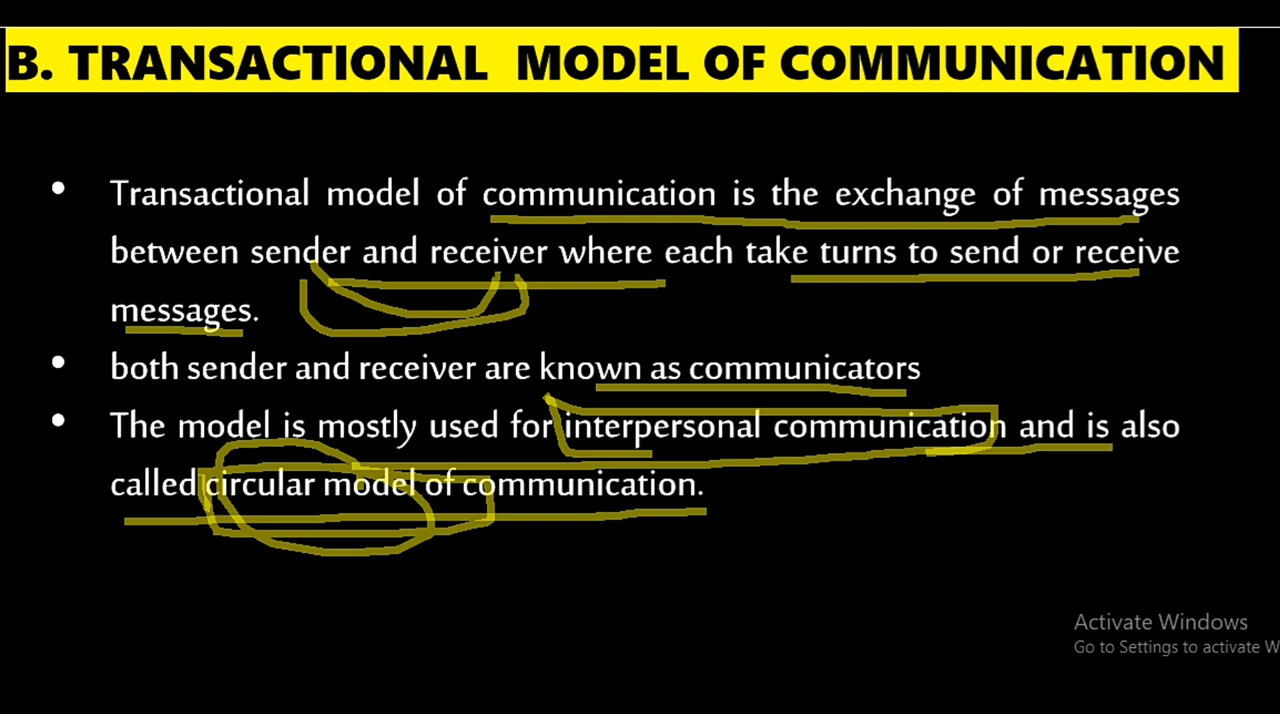 B. TRANSACTIONAL MODEL OF COMMUNICATION
• Transactional model of communication is the exchange of messages
between sender and receiver where each take turns to send or receive
messages.
• both sender and receiver are known as communicators
• The model is mostly used for interpersonal communication and is also
called circular model of communication.
Activate Windows
Go to Settings to activate W